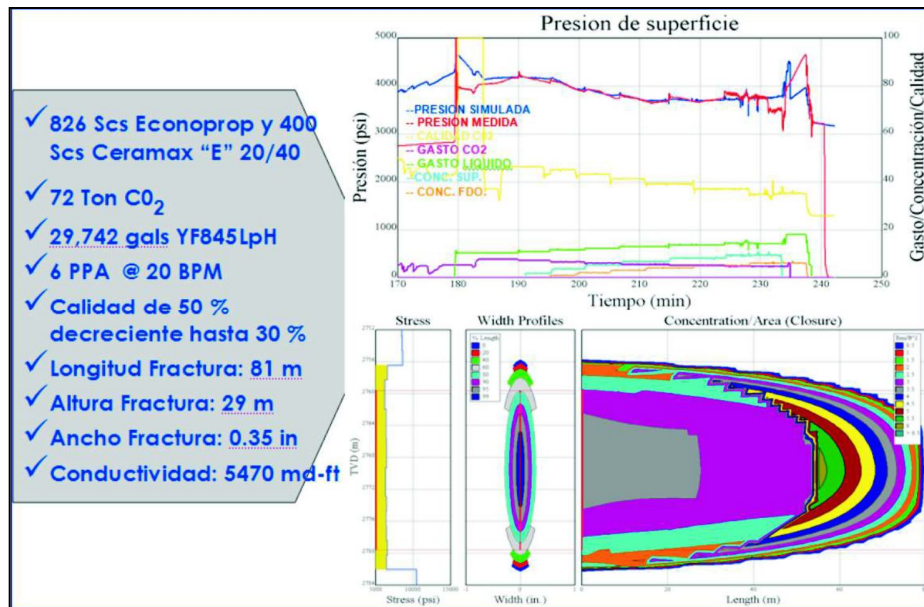 Presion de superficie
✓ 826 Scs Econoprop y 400
Scs Ceramax "E" 20/40
✓ 72 Ton CO2
✓ 29,742 gals YF845LpH
✓ 6 PPA @ 20 BPM
✓ Calidad de 50 %
decreciente hasta 30 %
✓ Longitud Fractura: 81 m
✓ Altura Fractura: 29 m
✓ Ancho Fractura: 0.35 in
✓ Conductividad: 5470 md-ft
Presión (psi)
5000
4000
3000
2000
1000
0
--PRESION SIMULADA
-- PRESION MEDIDA
-- CALIDAD CO2
-- GASTO CO2
-- GASTO LIQUIDO
--CONC. SUP.
-- CONC. FDO.
100
80
60
40
20
0
Gasto/Concentración/Calidad
170 180 190 200 210 220 230 240 250
Tiempo (min)
Stress
Width Profiles
Concentration/Area (Closure)
TVD (m)
Stress (psi)
Width (in.)
0 20 40 60
Length (m)